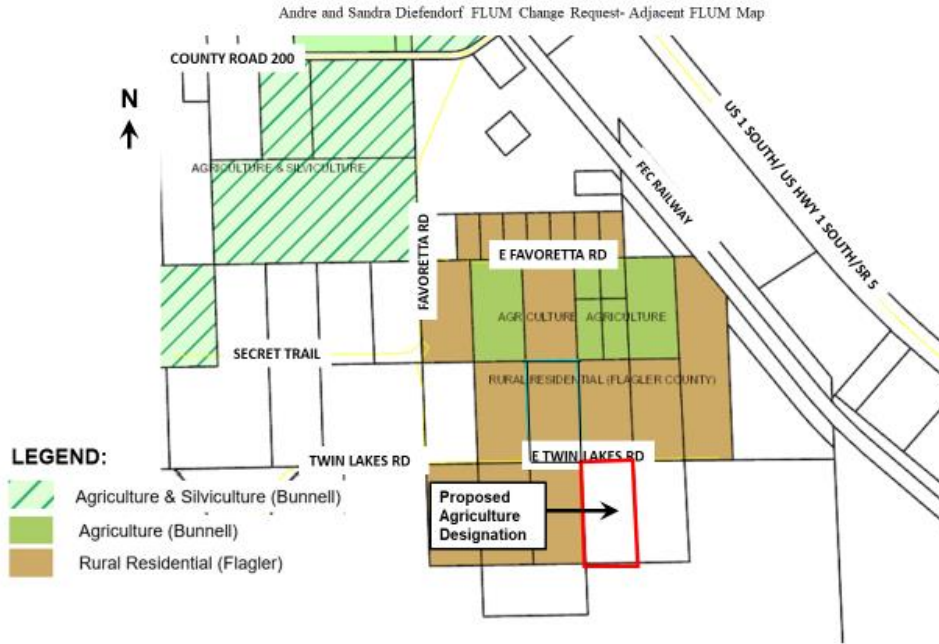 Andre and Sandra Diefendorf FLUM Change Request- Adjacent FLUM Map
COUNTY ROAD 200
N
AGRICULTURE & SILVICULTURE
US 1 SOUTH/ US HWY 1 SOUTH/SR 5
FEC RAILWAY
FAVORETTA RD
E FAVORETTA RD
AGRICULTURE
AGRICULTURE
SECRET TRAIL
RURAL RESIDENTIAL (FLAGLER COUNTY)
TWIN LAKES RD
E TWIN LAKES RD
LEGEND:
Agriculture & Silviculture (Bunnell)
Agriculture (Bunnell)
Rural Residential (Flagler)
Proposed
Agriculture
Designation